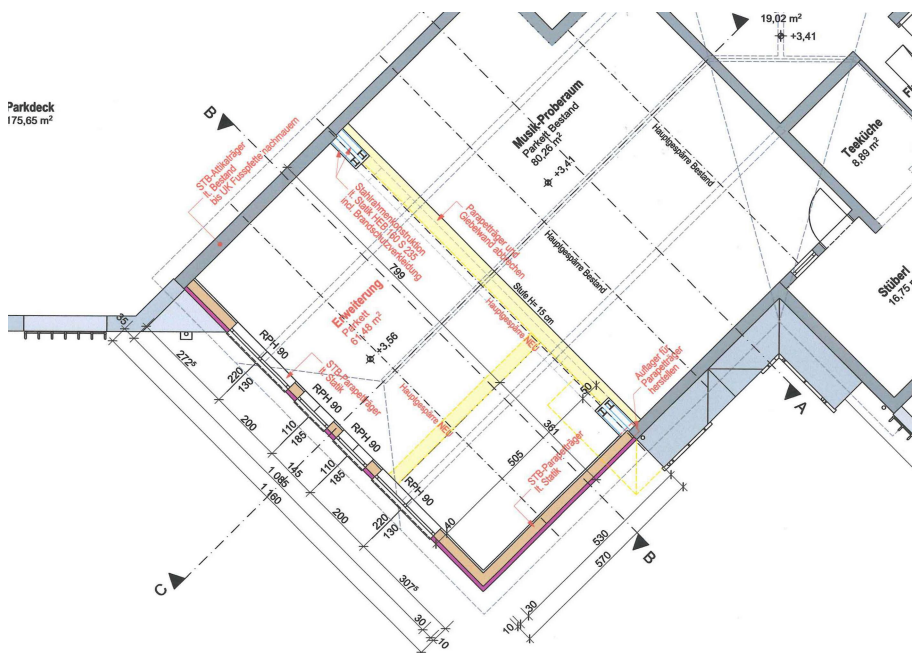 19,02 m²
+3,41
Parkdeck
175,65 m²
B
Musik-Proberaum
Parkett Bestand
80,26 m²
+3,41
Hauptgespärre Bestand
Hauptgespärre Bestand
Teeküche
8,89 m²
Stüberl
16,75
STB-Attikaträger
lt. Bestand
bis UK Fusspfette nachmauern
Stahlrahmenkonstruktion
lt. Statik HEB 160 S 235
incl. Brandschutzverkleidung
Parapetträger und
Giebelwand abbrechen
799
Stufe H= 15 cm
Erweiterung
Parkett
61,48 m²
+3,56
Hauptgespärre NEU
Hauptgespärre NEU
STB-Parapetträger
lt. Statik
STB-Parapetträger
lt. Statik
Auflager für
Parapetträger
herstellen
RPH 90
RPH 90
RPH 90
RPH 90
50
361
505
40
35
272⁵
220
130
200
110
185
145
110
185
200
220
130
1 085
1 160
307⁵
30
10
530
570
30
10
A
B
C